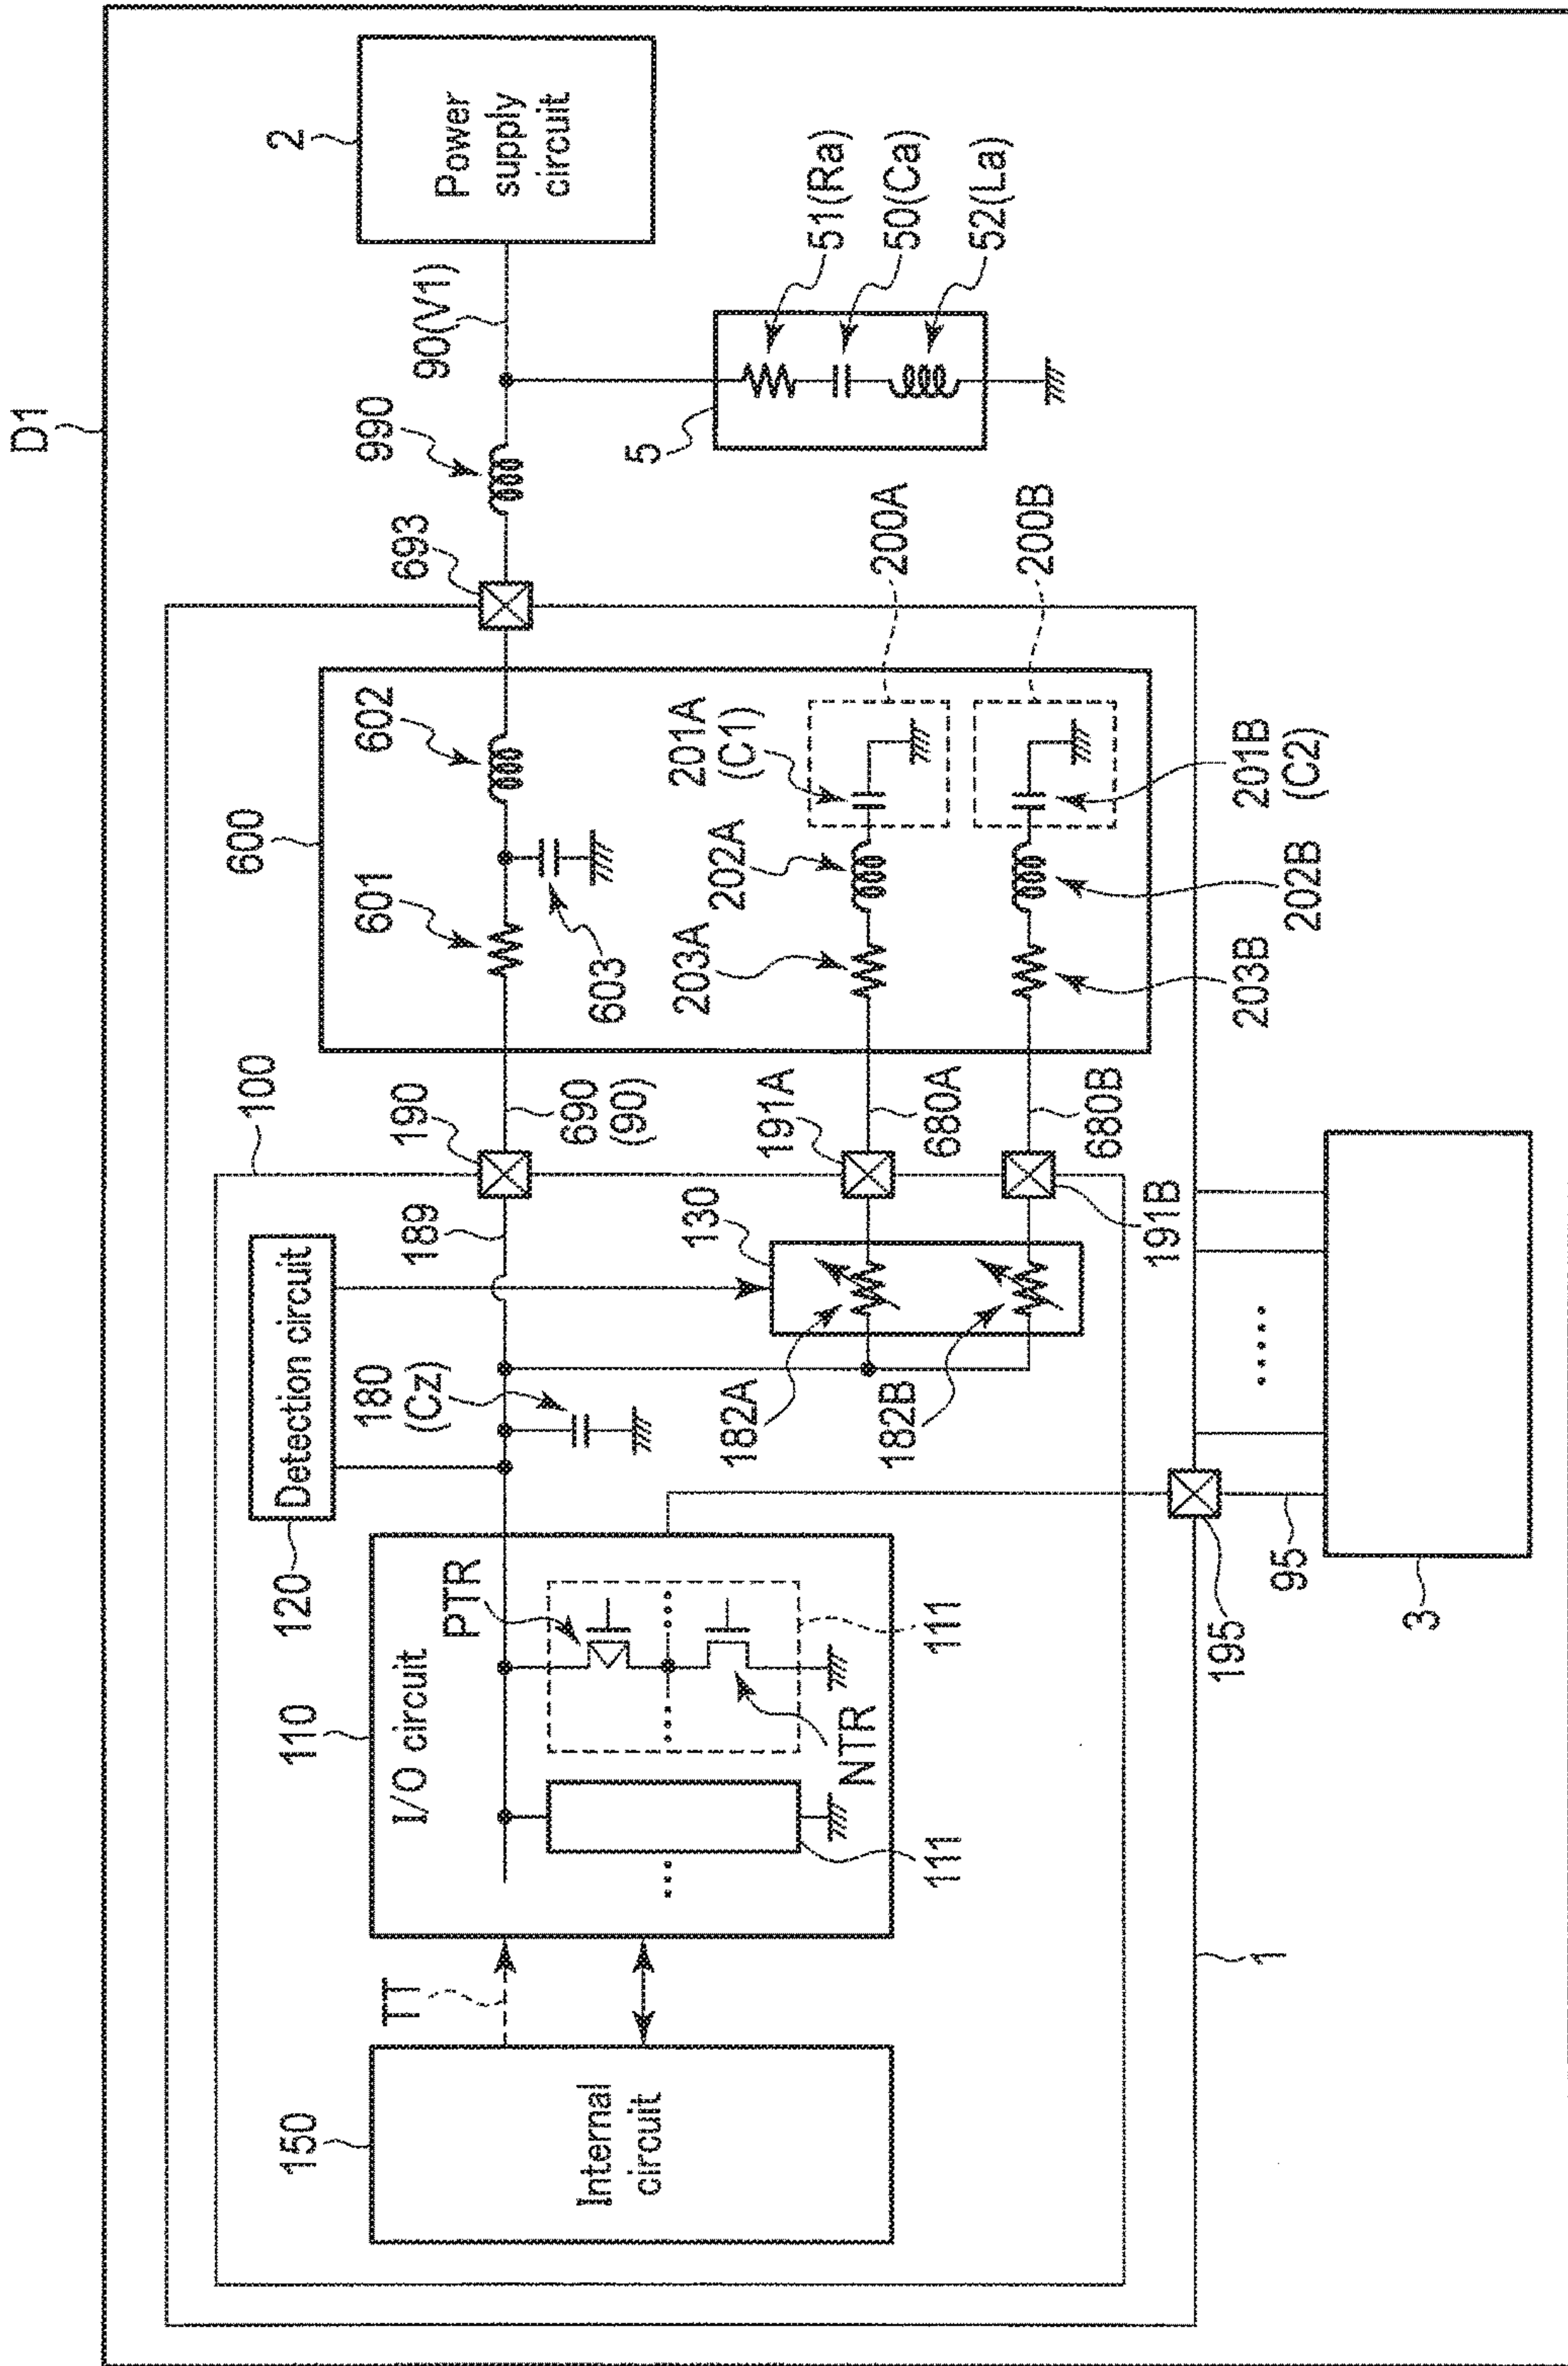 D1
2
Power
supply
circuit
90(V1)
990
693
5
51(Ra)
50(Ca)
52(La)
600
602
601
603
200A
200B
201A
(C1)
202A
203A
201B
(C2)
202B
203B
100
190
690
(90)
189
191A
680A
680B
191B
130
182A
182B
180
(Cz)
Detection circuit
120
110
I/O circuit
PTR
NTR
111
111
TT
150
Internal
circuit
195
95
3
1